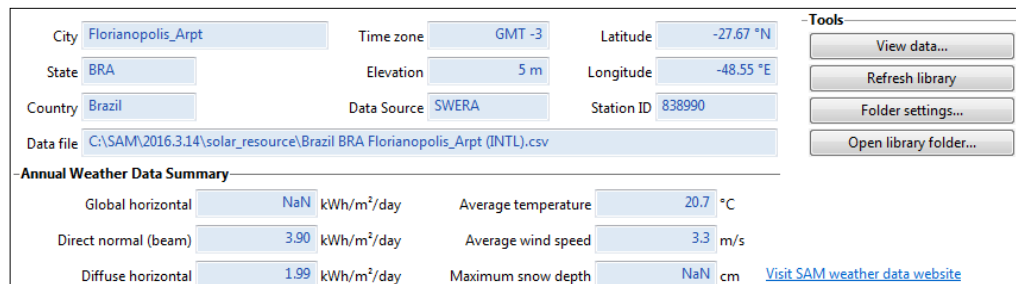 Tools
City Florianopolis_Arpt Time zone GMT -3 Latitude -27.67 °N View data...
State BRA Elevation 5 m Longitude -48.55 °E Refresh library
Country Brazil Data Source SWERA Station ID 838990 Folder settings...
Data file C:\SAM\2016.3.14\solar_resource\Brazil BRA Florianopolis_Arpt (INTL).csv Open library folder...
Annual Weather Data Summary
Global horizontal NaN kWh/m²/day Average temperature 20.7 °C
Direct normal (beam) 3.90 kWh/m²/day Average wind speed 3.3 m/s
Diffuse horizontal 1.99 kWh/m²/day Maximum snow depth NaN cm Visit SAM weather data website